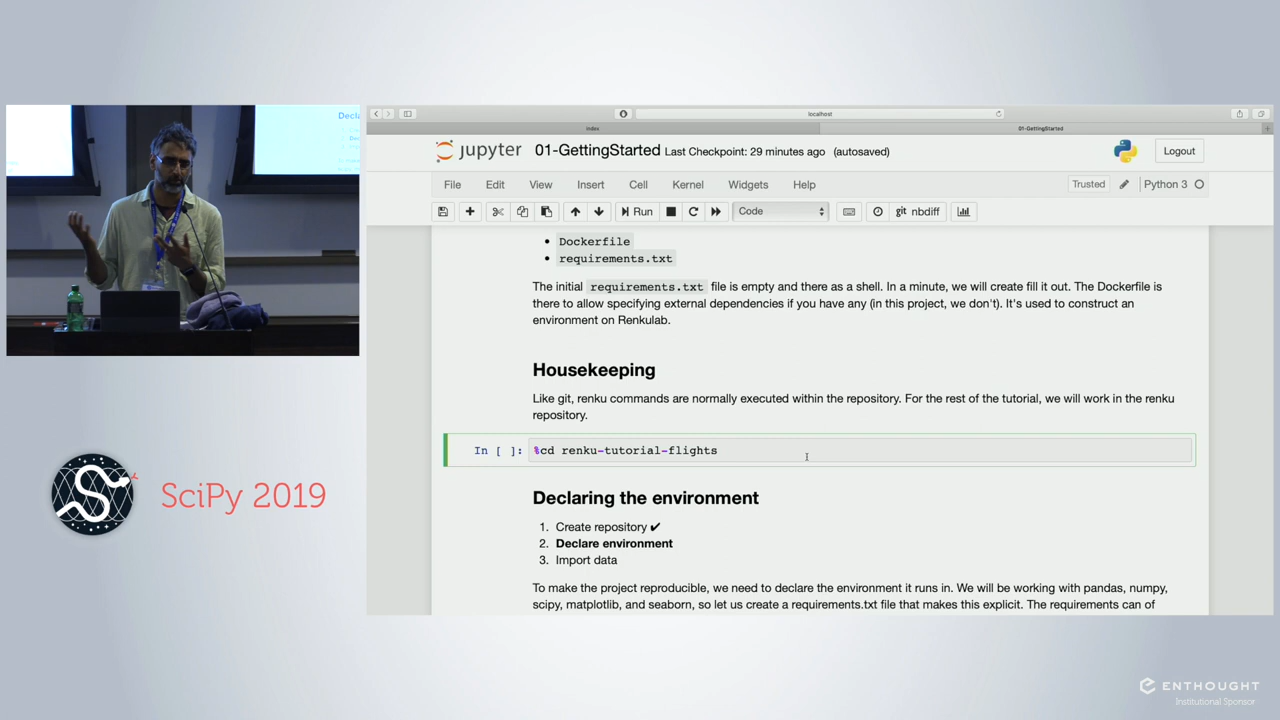 Decla
localhost
Index
01-GettingStarted
jupyter 01-GettingStarted Last Checkpoint: 29 minutes ago (autosaved)
Logout
File Edit View Insert Cell Kernel Widgets Help
Trusted
Python 3
Run
Code
git nbdiff
• Dockerfile
• requirements.txt
The initial requirements.txt file is empty and there as a shell. In a minute, we will create fill it out. The Dockerfile is
there to allow specifying external dependencies if you have any (in this project, we don't). It's used to construct an
environment on Renkulab.
Housekeeping
Like git, renku commands are normally executed within the repository. For the rest of the tutorial, we will work in the renku
repository.
In [ ]: %cd renku-tutorial-flights
Declaring the environment
1. Create repository ✔
2. Declare environment
3. Import data
To make the project reproducible, we need to declare the environment it runs in. We will be working with pandas, numpy,
scipy, matplotlib, and seaborn, so let us create a requirements.txt file that makes this explicit. The requirements can of
SciPy 2019
ENTHOUGHT
Institutional Sponsor